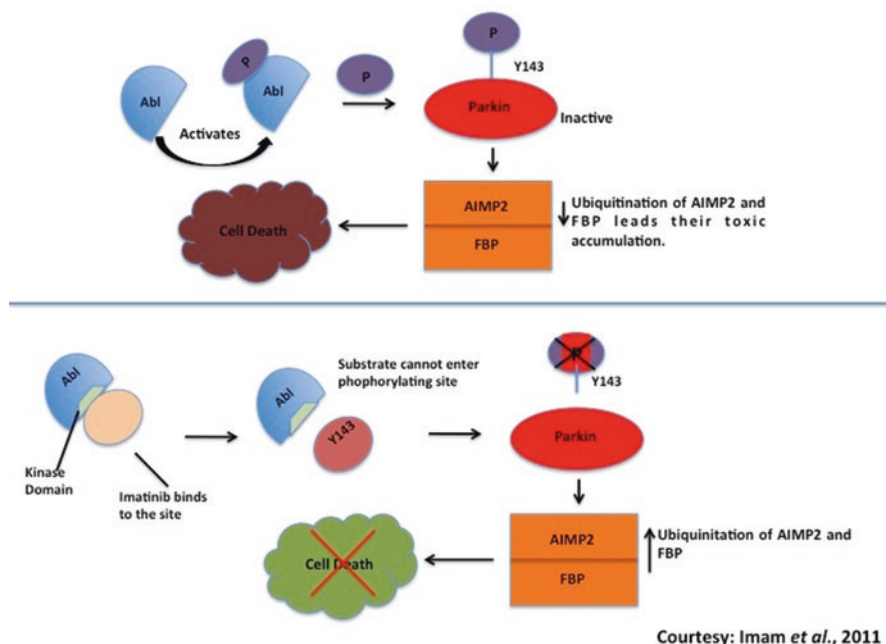 P
Y143
Abl
P
Abl
P
Parkin
Inactive
Activates
AIMP2
FBP
Ubiquitination of AIMP2 and
FBP leads their toxic
accumulation.
Cell Death
Abl
Substrate cannot enter
phophorylating site
P
Y143
Abl
Y143
Parkin
Kinase
Domain
Imatinib binds
to the site
Cell Death
AIMP2
FBP
Ubiquinitation of AIMP2 and
FBP
Courtesy: Imam et al., 2011